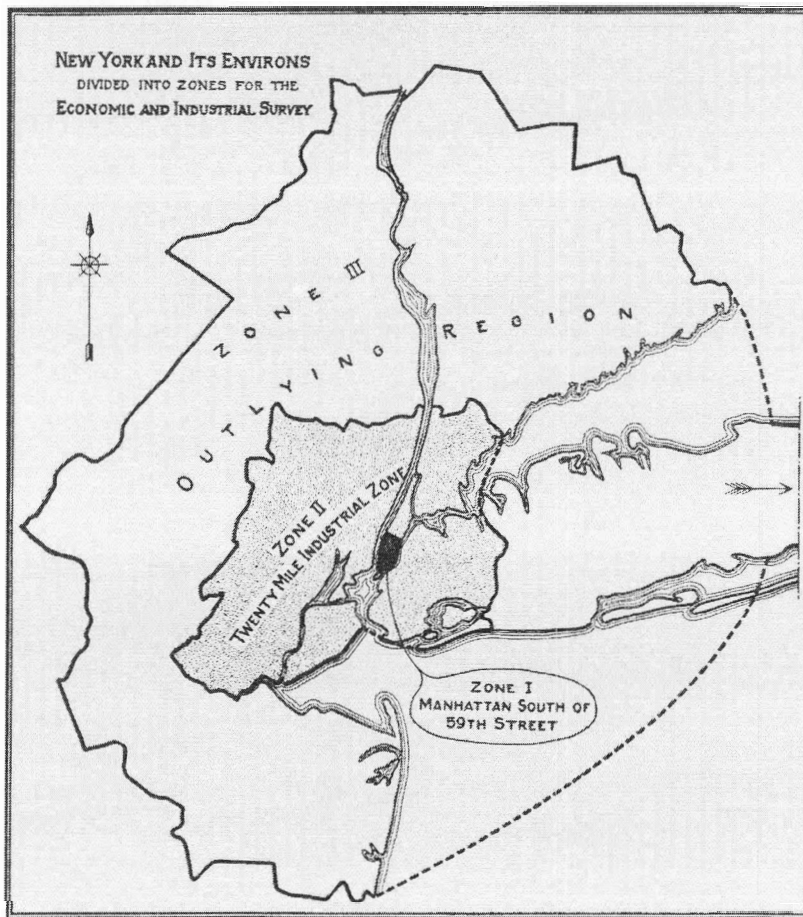 NEW YORK AND ITS ENVIRONS
DIVIDED INTO ZONES FOR THE
ECONOMIC AND INDUSTRIAL SURVEY
ZONE III
OUTLYING REGION
ZONE II
TWENTY MILE INDUSTRIAL ZONE
ZONE I
MANHATTAN SOUTH OF
59TH STREET